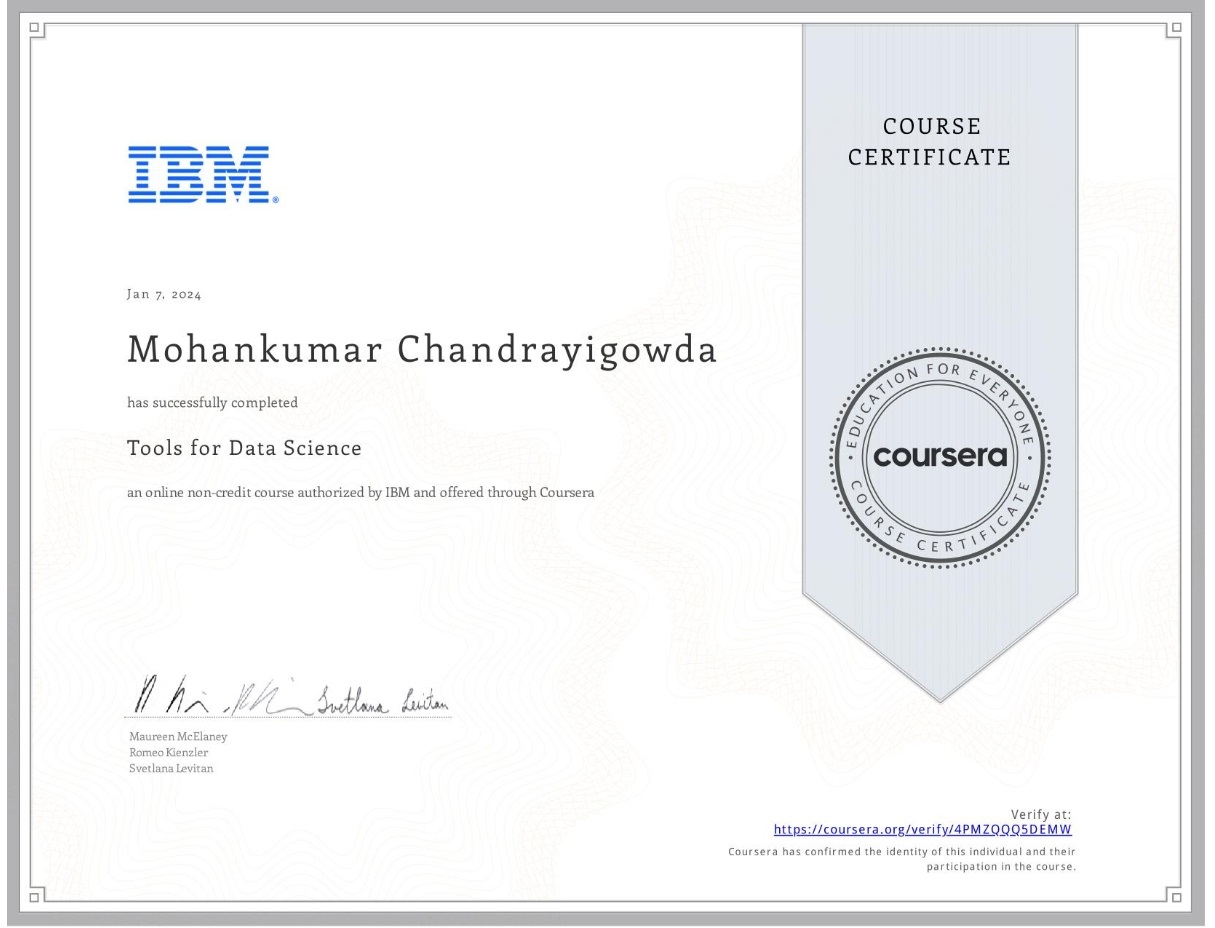 COURSE
CERTIFICATE
IBM®
Jan 7, 2024
Mohankumar Chandrayigowda
has successfully completed
Tools for Data Science
an online non-credit course authorized by IBM and offered through Coursera
EDUCATION FOR EVERYONE
coursera
COURSE CERTIFICATE
Svetlana Levitan
Maureen McElaney
Romeo Kienzler
Svetlana Levitan
Verify at:
https://coursera.org/verify/4PMZQQQ5DEMW
Coursera has confirmed the identity of this individual and their
participation in the course.